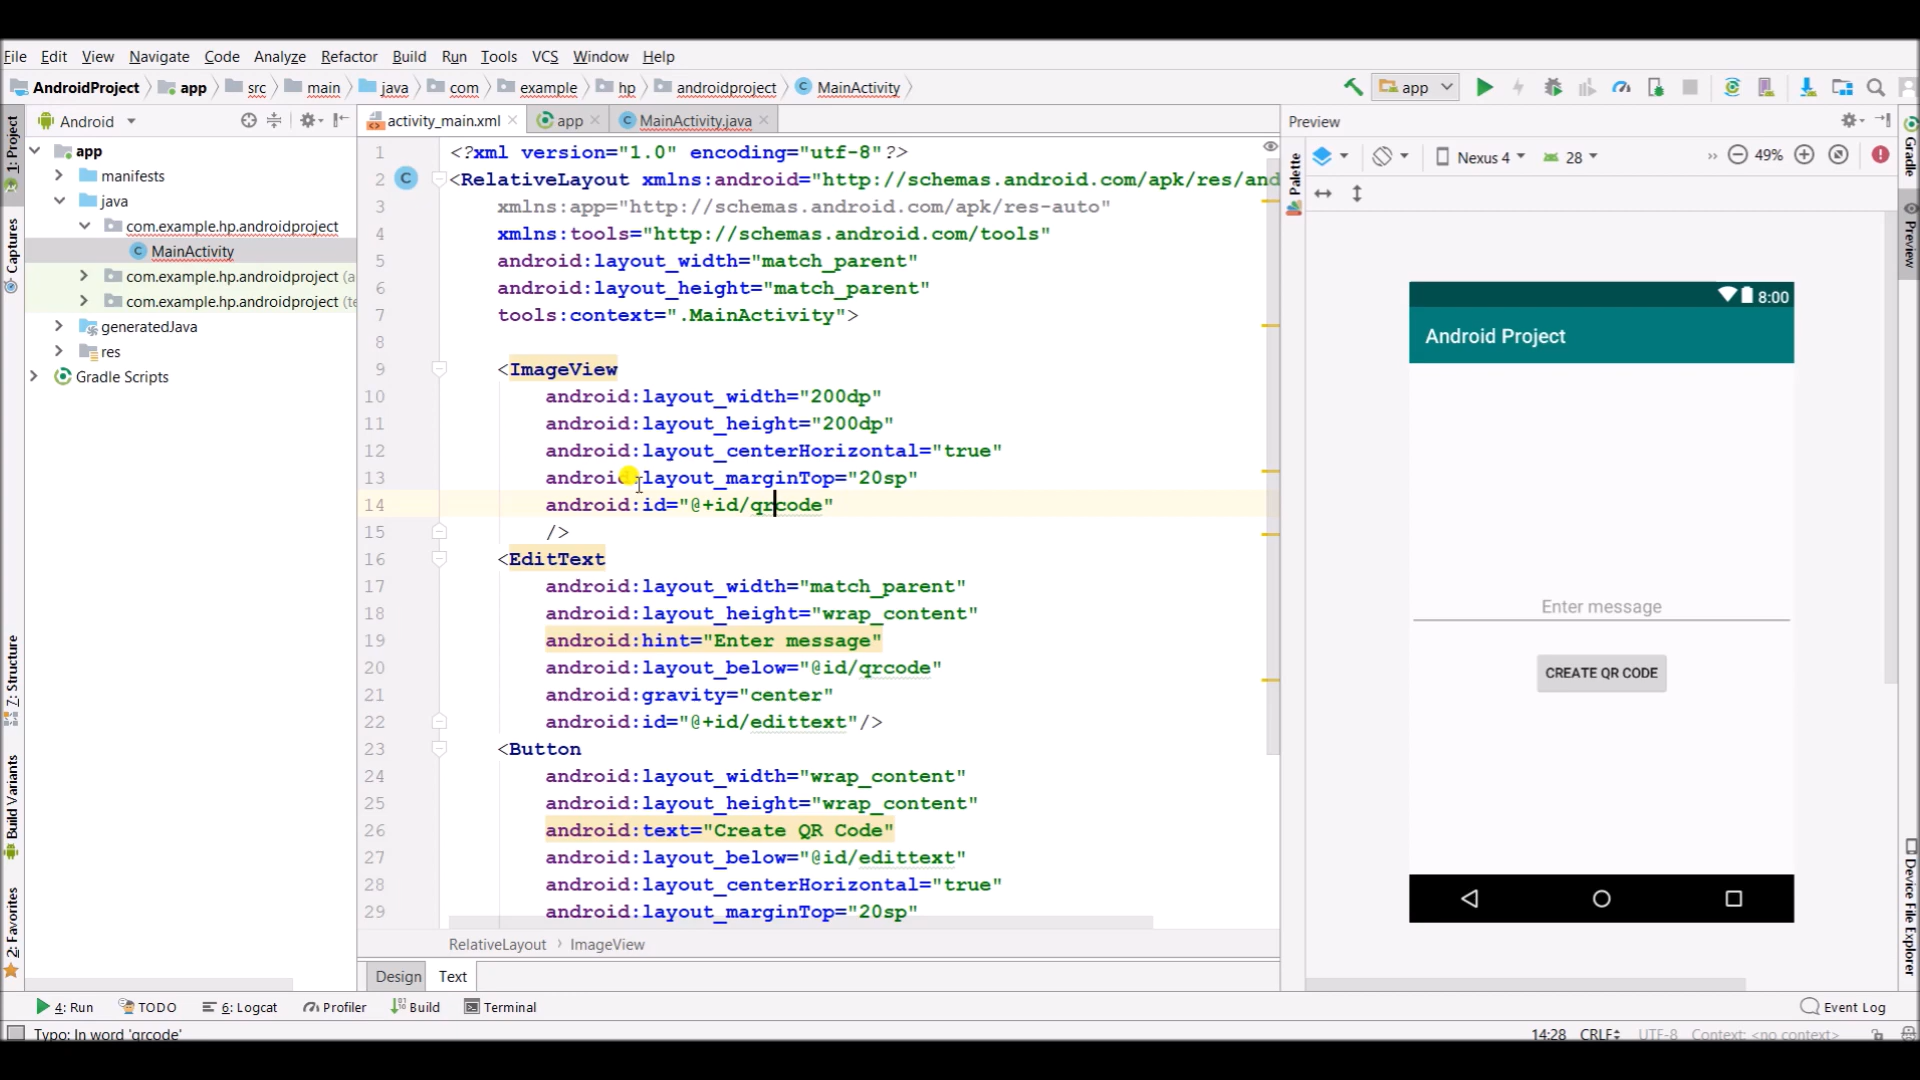 File Edit View Navigate Code Analyze Refactor Build Run Tools VCS Window Help
AndroidProject app src main java com example hp androidproject MainActivity app
Android
activity_main.xml app MainActivity.java
Preview
1: Project
Captures
7: Structure
Build Variants
2: Favorites
app
manifests
java
com.example.hp.androidproject
MainActivity
com.example.hp.androidproject (a
com.example.hp.androidproject (te
generatedJava
res
Gradle Scripts
1 <?xml version="1.0" encoding="utf-8"?>
2 C <RelativeLayout xmlns:android="http://schemas.android.com/apk/res/and
3 xmlns:app="http://schemas.android.com/apk/res-auto"
4 xmlns:tools="http://schemas.android.com/tools"
5 android:layout_width="match_parent"
6 android:layout_height="match_parent"
7 tools:context=".MainActivity">
8
9 <ImageView
10 android:layout_width="200dp"
11 android:layout_height="200dp"
12 android:layout_centerHorizontal="true"
13 android:layout_marginTop="20sp"
14 android:id="@+id/qrcode"
15 />
16 <EditText
17 android:layout_width="match_parent"
18 android:layout_height="wrap_content"
19 android:hint="Enter message"
20 android:layout_below="@id/qrcode"
21 android:gravity="center"
22 android:id="@+id/edittext"/>
23 <Button
24 android:layout_width="wrap_content"
25 android:layout_height="wrap_content"
26 android:text="Create QR Code"
27 android:layout_below="@id/edittext"
28 android:layout_centerHorizontal="true"
29 android:layout_marginTop="20sp"
RelativeLayout › ImageView
Design Text
Palette
Nexus 4 28 » 49%
8:00
Android Project
Enter message
CREATE QR CODE
Gradle
Preview
Device File Explorer
4: Run TODO 6: Logcat Profiler Build Terminal Event Log
Typo: In word 'qrcode' 14:28 CRLF UTF-8 Context: <no context>